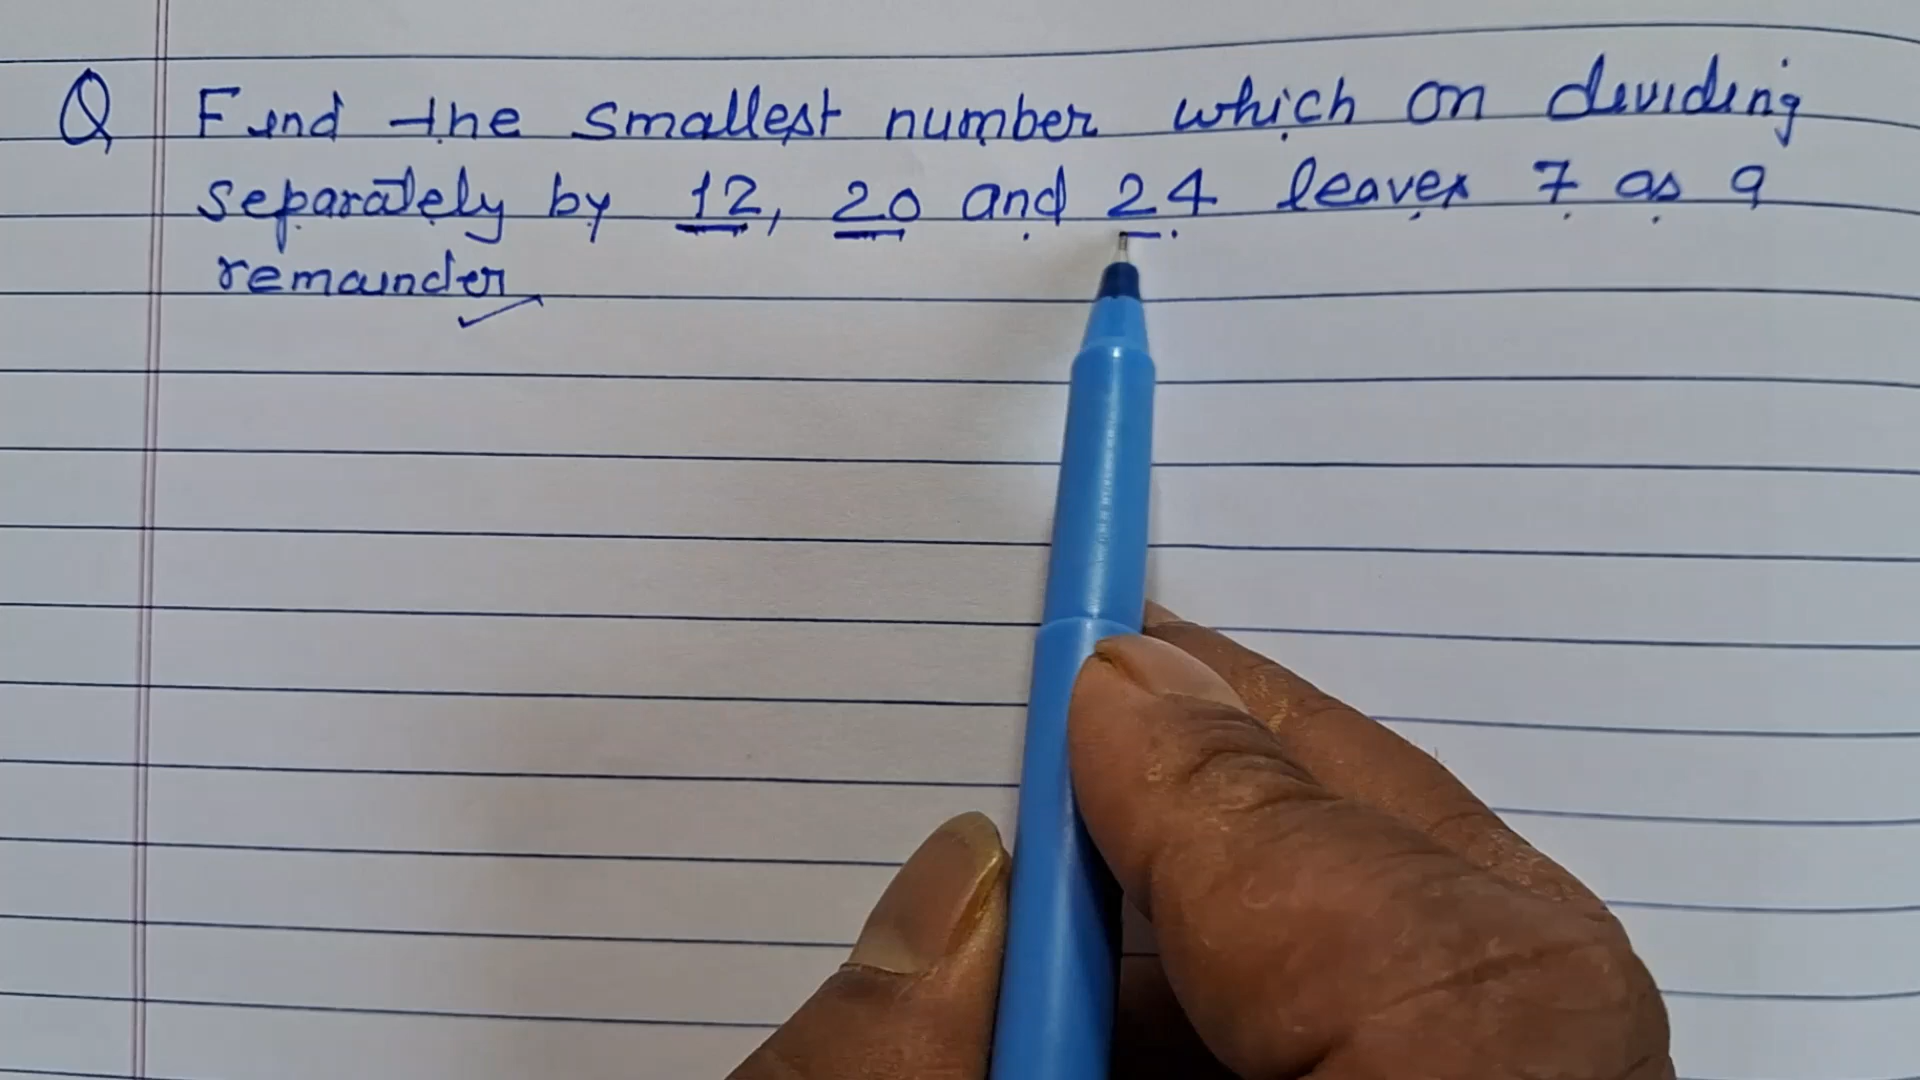 Q Find the smallest number which on dividing
separately by 12, 20 and 24 leaves 7 as a
remainder